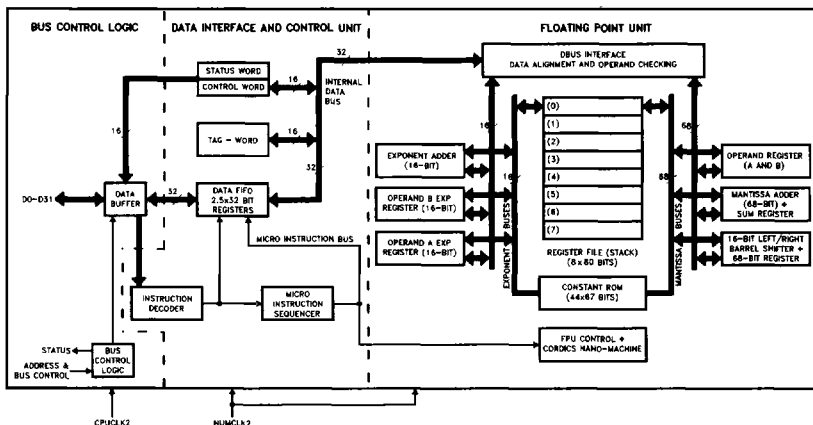 BUS CONTROL LOGIC
DATA INTERFACE AND CONTROL UNIT
FLOATING POINT UNIT
32
DBUS INTERFACE
DATA ALIGNMENT AND OPERAND CHECKING
STATUS WORD
CONTROL WORD
16
INTERNAL
DATA
BUS
16
TAG - WORD
16
32
D0-D31
DATA
BUFFER
32
DATA FIFO
2.5x32 BIT
REGISTERS
MICRO INSTRUCTION BUS
INSTRUCTION
DECODER
MICRO
INSTRUCTION
SEQUENCER
STATUS
ADDRESS &
BUS CONTROL
BUS
CONTROL
LOGIC
CPUCLK2
NUMCLK2
16
EXPONENT ADDER
(16-BIT)
OPERAND B EXP
REGISTER (16-BIT)
OPERAND A EXP
REGISTER (16-BIT)
16
EXPONENT BUSES
(0)
(1)
(2)
(3)
(4)
(5)
(6)
(7)
REGISTER FILE (STACK)
(8x80 BITS)
CONSTANT ROM
(44x67 BITS)
68
68
MANTISSA BUSES
OPERAND REGISTER
(A AND B)
MANTISSA ADDER
(68-BIT) +
SUM REGISTER
16-BIT LEFT/RIGHT
BARREL SHIFTER +
68-BIT REGISTER
FPU CONTROL +
CORDICS NANO-MACHINE